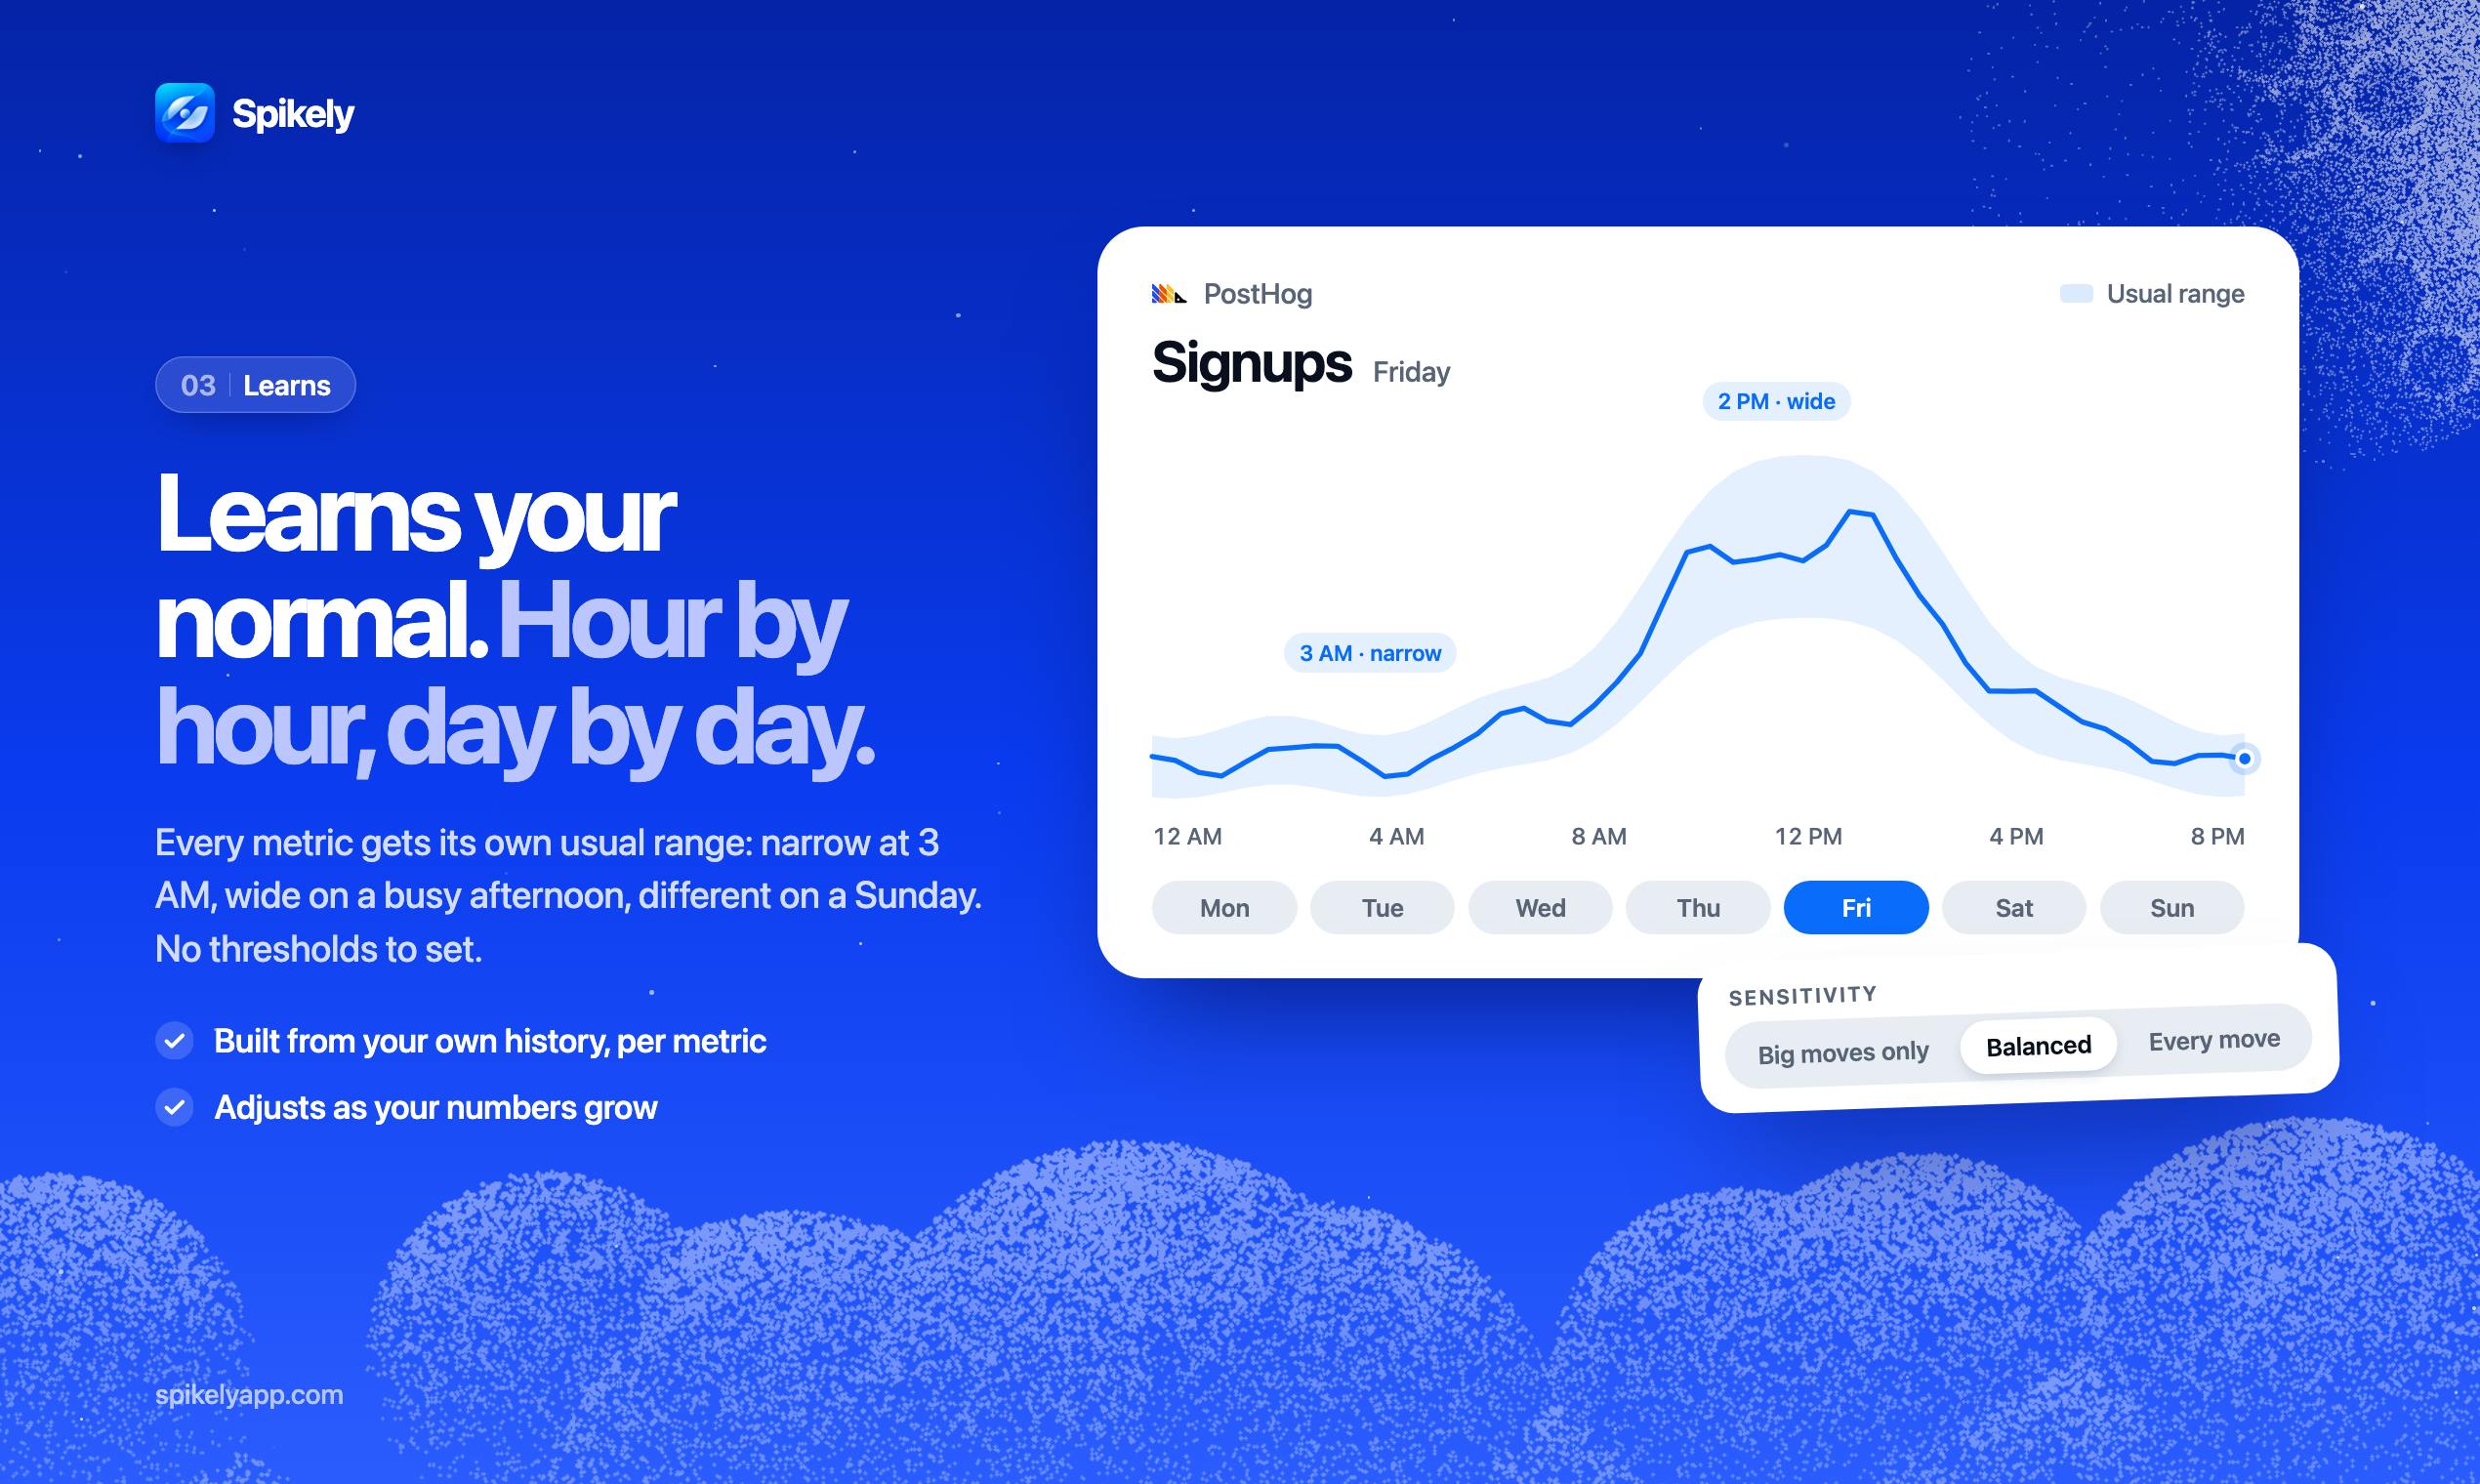 Spikely
03 Learns
Learns your
normal. Hour by
hour, day by day.
Every metric gets its own usual range: narrow at 3
AM, wide on a busy afternoon, different on a Sunday.
No thresholds to set.
Built from your own history, per metric
Adjusts as your numbers grow
spikelyapp.com
PostHog
Usual range
Signups Friday
2 PM · wide
3 AM · narrow
12 AM 4 AM 8 AM 12 PM 4 PM 8 PM
Mon Tue Wed Thu Fri Sat Sun
SENSITIVITY
Big moves only Balanced Every move